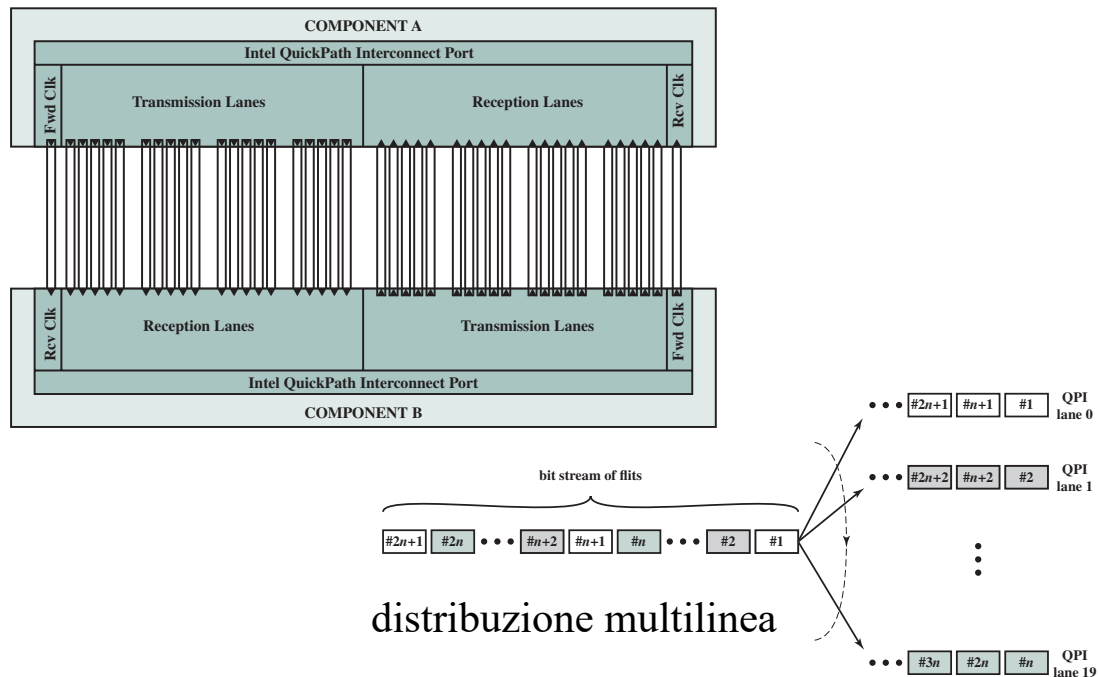 COMPONENT A
Intel QuickPath Interconnect Port
Fwd Clk
Transmission Lanes
Reception Lanes
Rcv Clk
Rcv Clk
Reception Lanes
Transmission Lanes
Fwd Clk
Intel QuickPath Interconnect Port
COMPONENT B
#2n+1 #n+1 #1
QPI
lane 0
bit stream of flits
#2n+2 #n+2 #2
QPI
lane 1
#2n+1 #2n ••• #n+2 #n+1 #n ••• #2 #1
distribuzione multilinea
#3n #2n #n
QPI
lane 19